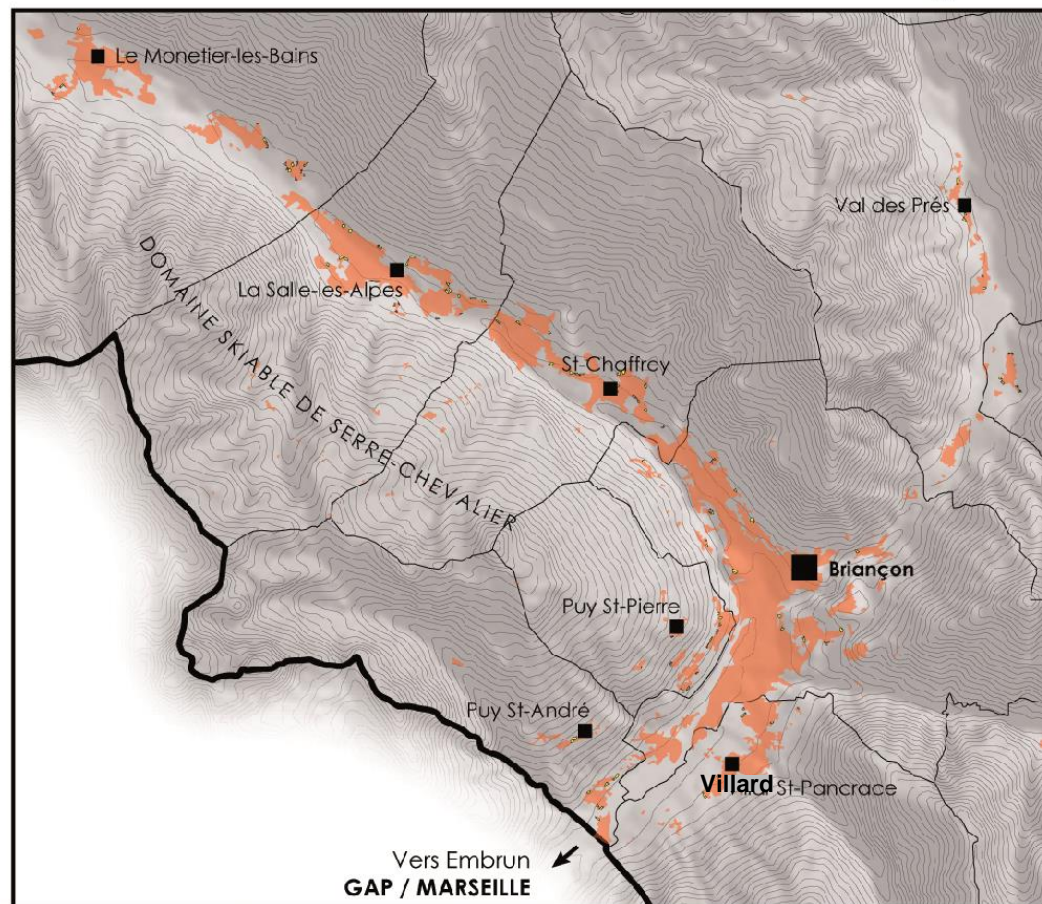 Le Monetier-les-Bains
Val des Prés
DOMAINE SKIABLE DE SERRE-CHEVALIER
La Salle-les-Alpes
St-Chaffrey
Briançon
Puy St-Pierre
Puy St-André
Villard St-Pancrace
Vers Embrun
GAP / MARSEILLE